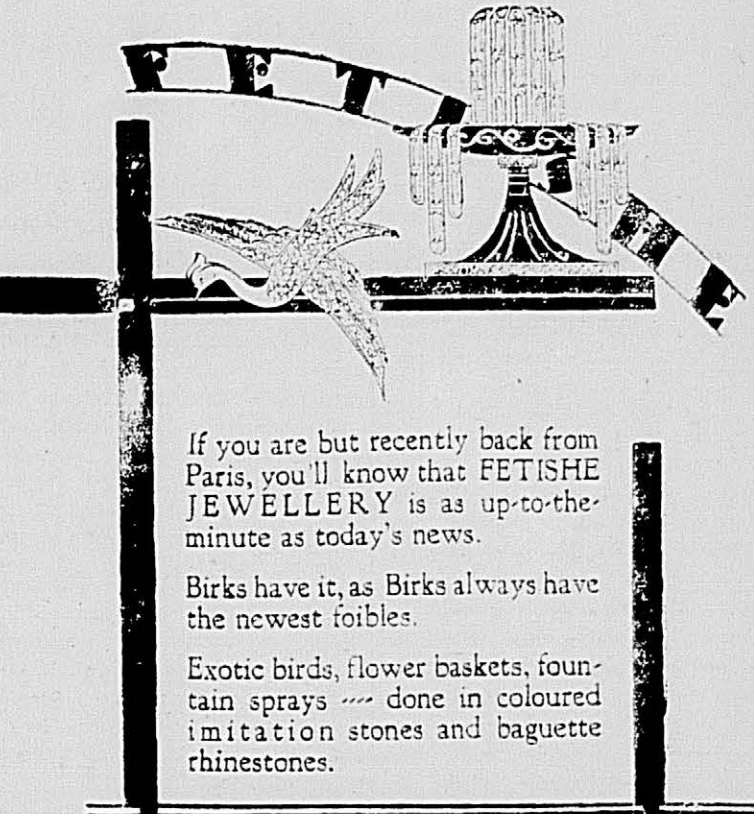 FETISHE
If you are but recently back from
Paris, you'll know that FETISHE
JEWELLERY is as up-to-the-
minute as today's news.
Birks have it, as Birks always have
the newest foibles.
Exotic birds, flower baskets, foun-
tain sprays ---- done in coloured
imitation stones and baguette
rhinestones.